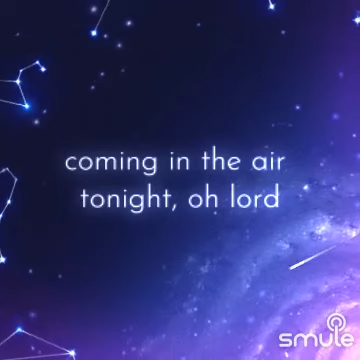 coming in the air
tonight, oh lord
smule